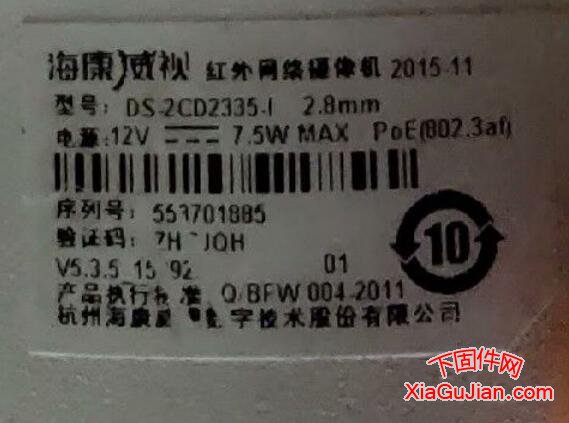 海康威视 红外网络摄像机 2015-11
型号: DS-2CD2335-I 2.8mm
电源:12V 7.5W MAX PoE(802.3af)
序列号: 553701885
验证码:
V5.3.5 15 92 01
产品执行标准 Q/BFW 004-2011
杭州海康 数字技术股份有限公司
10
下固件网
XiaGuJian.com